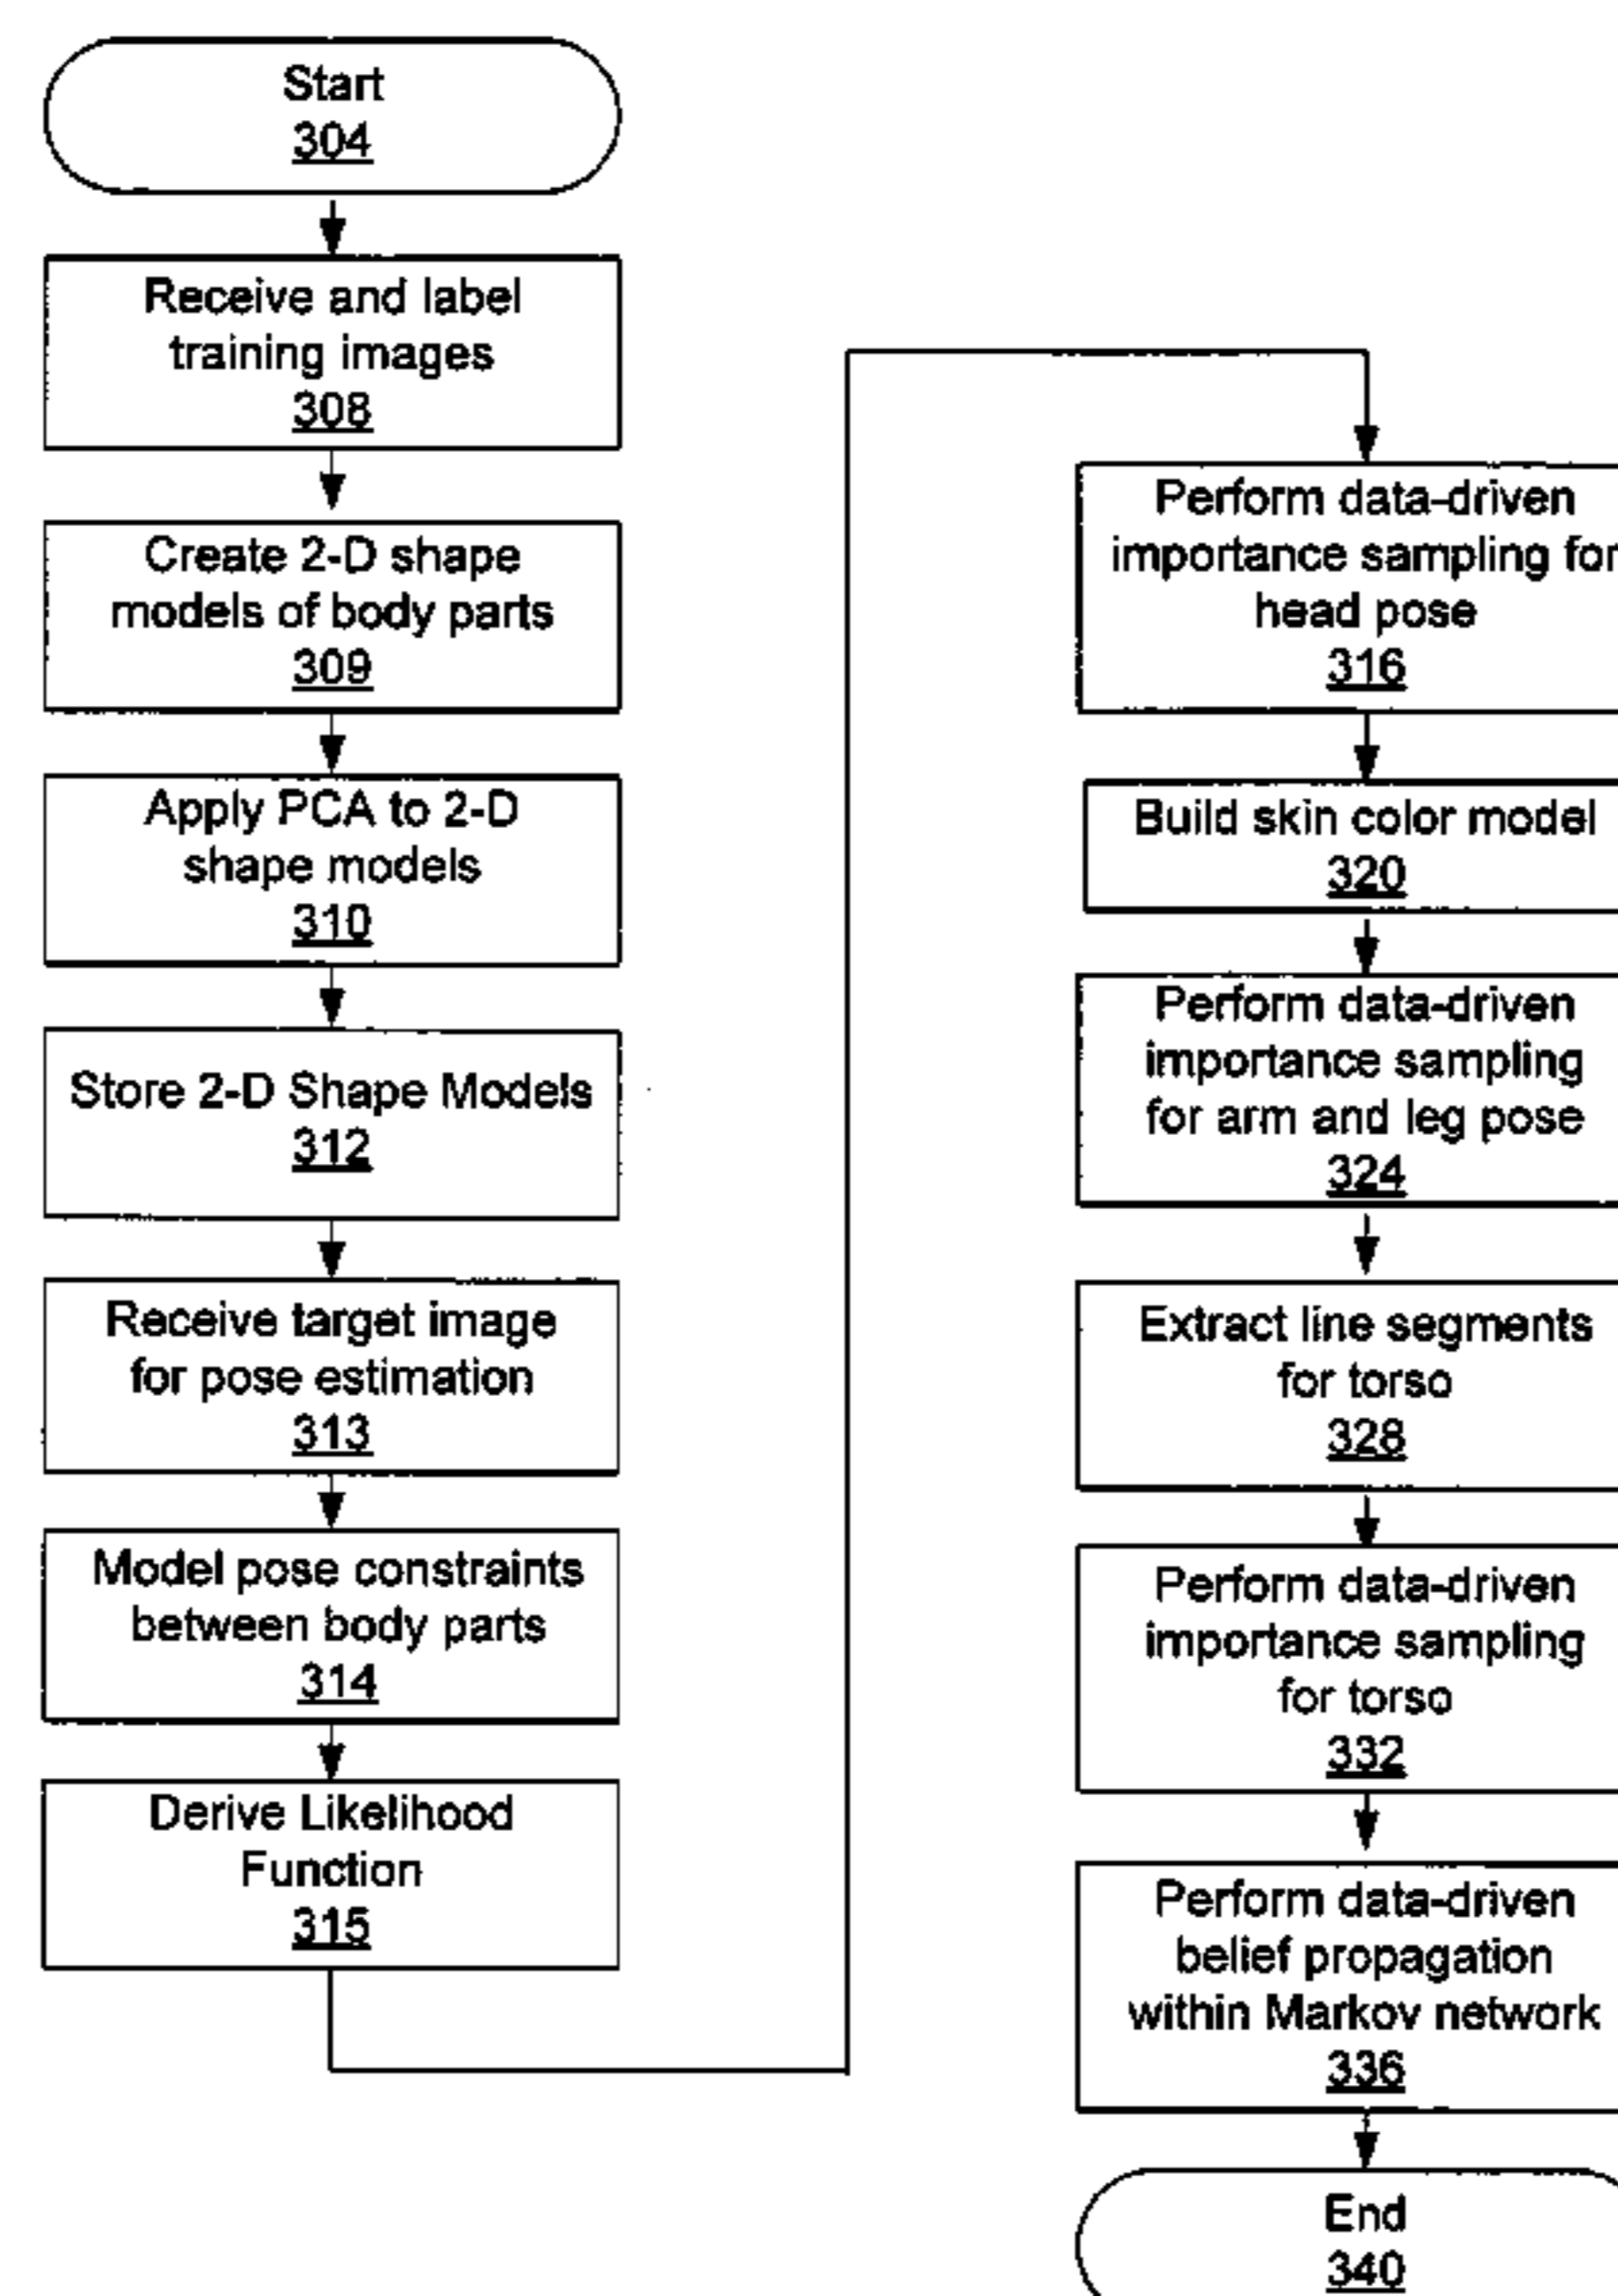 Start
304
Receive and label
training images
308
Create 2-D shape
models of body parts
309
Apply PCA to 2-D
shape models
310
Store 2-D Shape Models
312
Receive target image
for pose estimation
313
Model pose constraints
between body parts
314
Derive Likelihood
Function
315
Perform data-driven
importance sampling for
head pose
316
Build skin color model
320
Perform data-driven
importance sampling
for arm and leg pose
324
Extract line segments
for torso
328
Perform data-driven
importance sampling
for torso
332
Perform data-driven
belief propagation
within Markov network
336
End
340